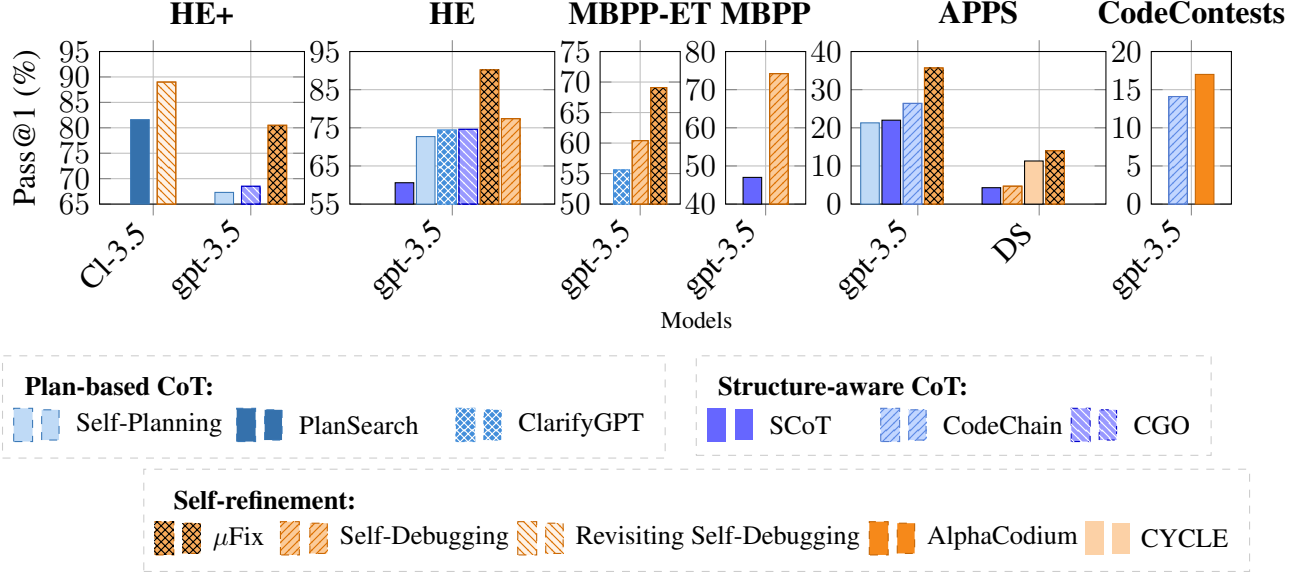 HE+ HE MBPP-ET MBPP APPS CodeContests
Pass@1 (%)
95 90 85 80 75 70 65
95 85 75 65 55
75 70 65 60 55 50
80 70 60 50 40
40 30 20 10 0
20 15 10 5 0
Cl-3.5 gpt-3.5 gpt-3.5 gpt-3.5 gpt-3.5 gpt-3.5 DS gpt-3.5
Models
Plan-based CoT:
Self-Planning PlanSearch ClarifyGPT
Structure-aware CoT:
SCoT CodeChain CGO
Self-refinement:
μFix Self-Debugging Revisiting Self-Debugging AlphaCodium CYCLE